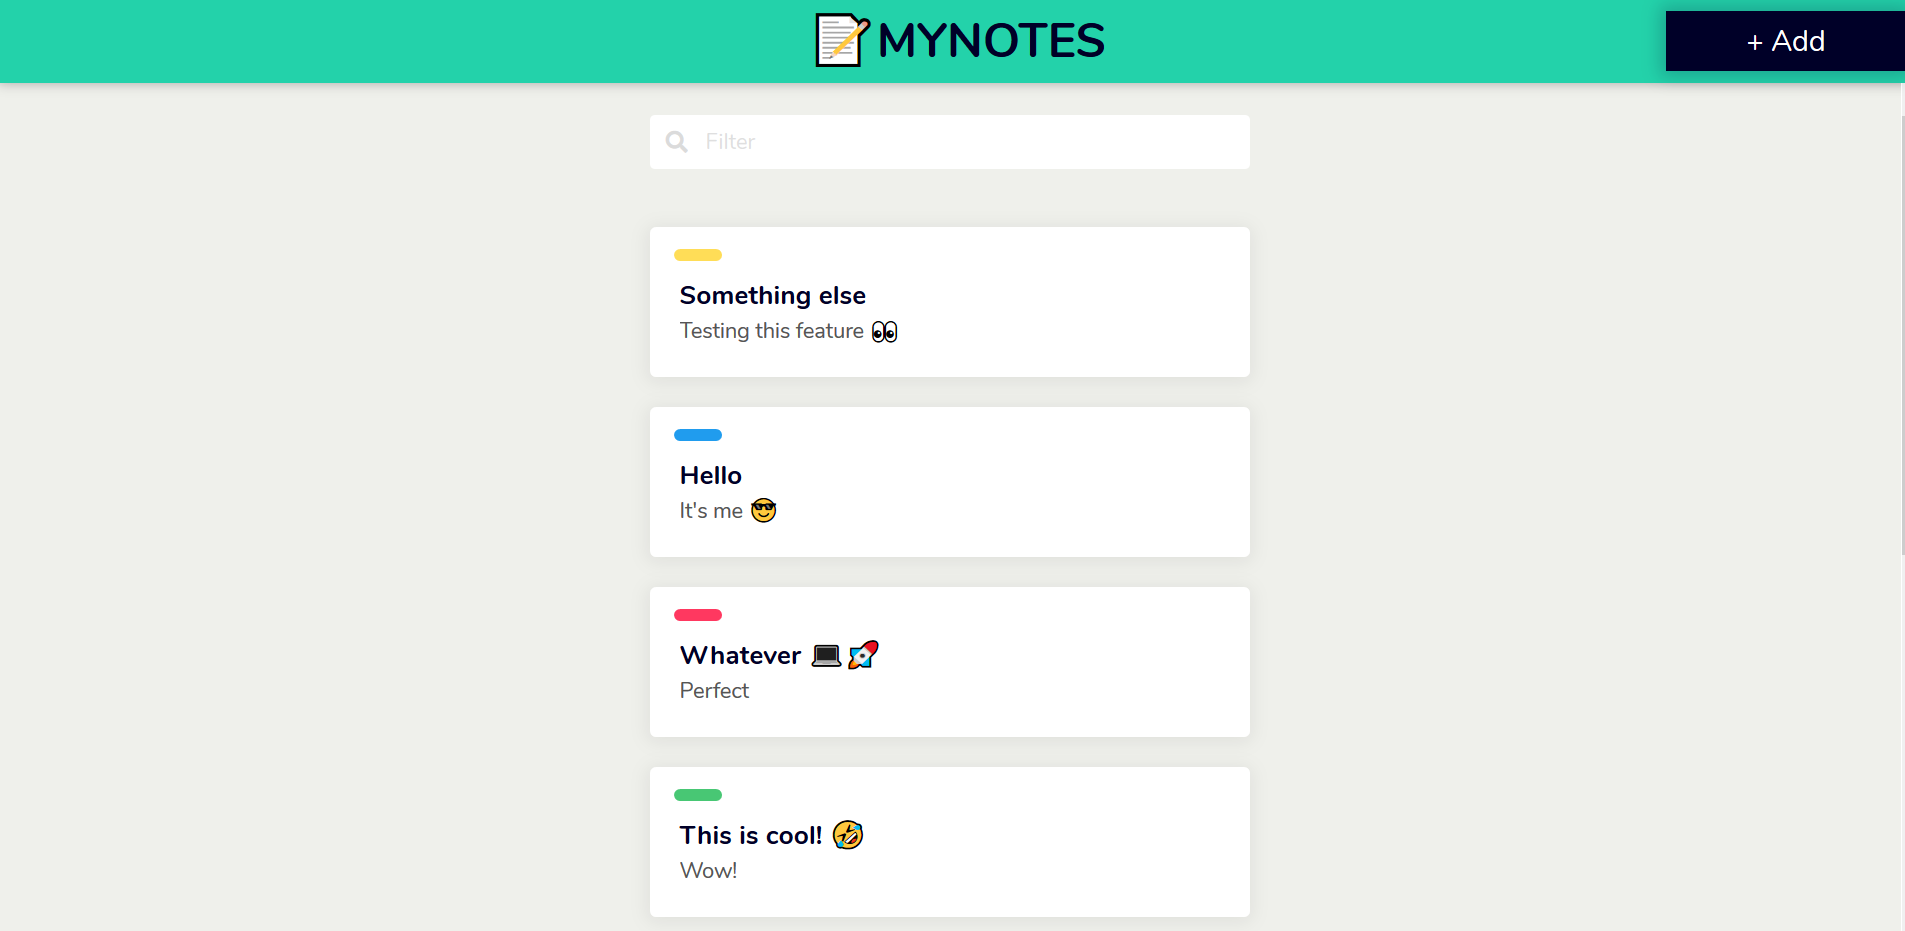 📝MYNOTES
+ Add
Filter
Something else
Testing this feature 👀
Hello
It's me 😎
Whatever 💻🚀
Perfect
This is cool! 🤣
Wow!